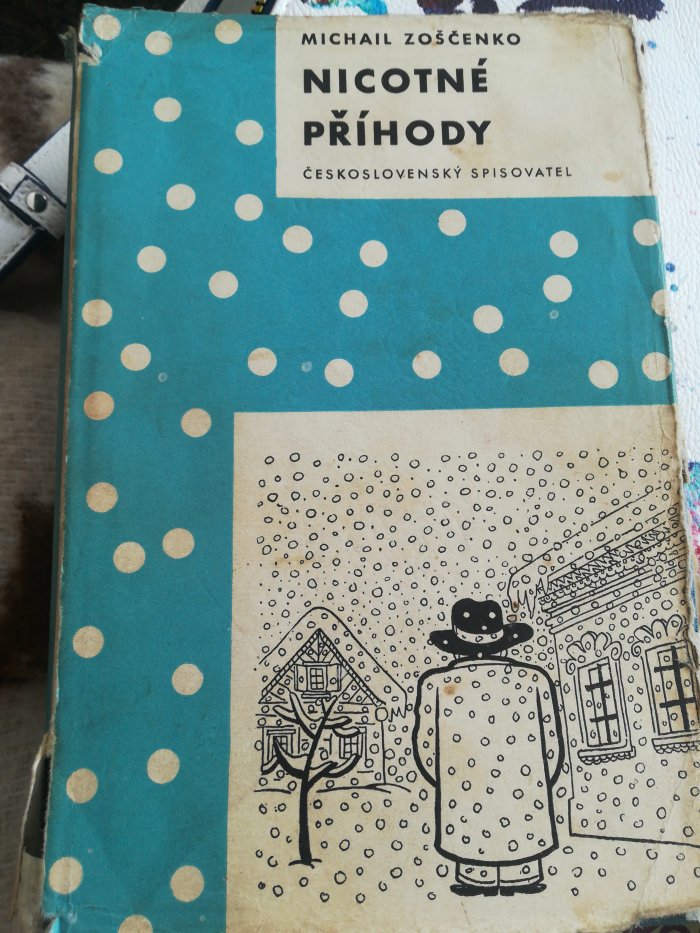 MICHAIL ZOŠČENKO
NICOTNÉ
PŘÍHODY
ČESKOSLOVENSKÝ SPISOVATEL